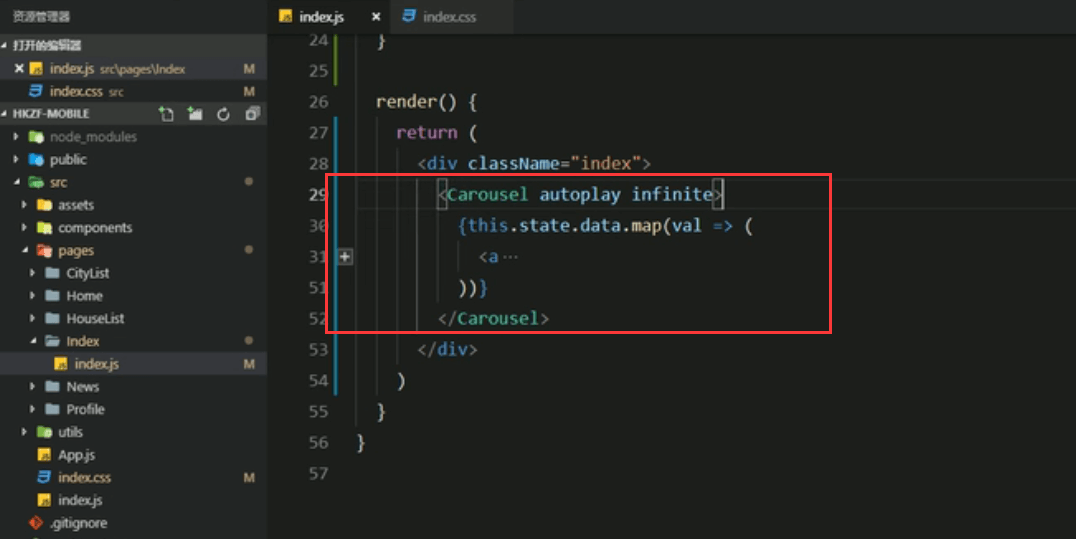 资源管理器
打开的编辑器
index.js src\pages\Index M
index.css src M
HKZF-MOBILE
node_modules
public
src
assets
components
pages
CityList
Home
HouseList
Index
index.js M
News
Profile
utils
App.js
index.css M
index.js
.gitignore
index.js
index.css
24 }
25
26 render() {
27 return (
28 <div className="index">
29 <Carousel autoplay infinite>
30 {this.state.data.map(val => (
31 <a ...
51 ))}
52 </Carousel>
53 </div>
54 )
55 }
56 }
57